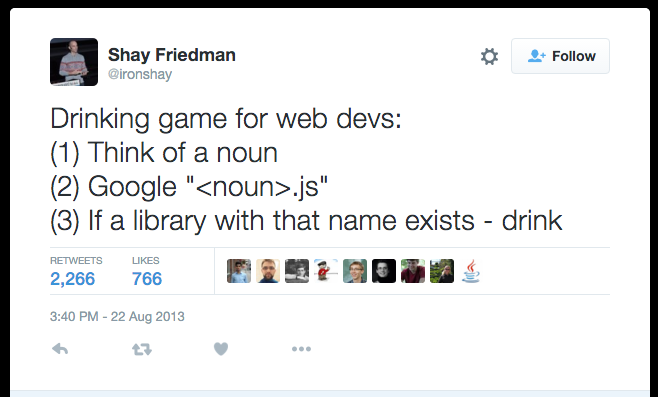 Shay Friedman
@ironshay
Follow
Drinking game for web devs:
(1) Think of a noun
(2) Google "<noun>.js"
(3) If a library with that name exists - drink
RETWEETS LIKES
2,266 766
3:40 PM - 22 Aug 2013